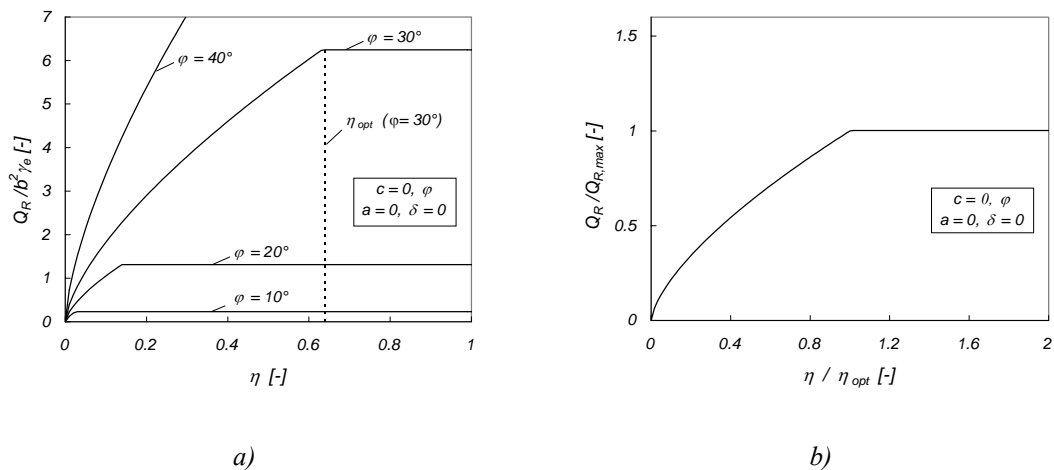 7
6
5
4
3
2
1
0
Q_R /b²γ_e [-]
φ = 40°
φ = 30°
η_opt (φ= 30°)
c = 0, φ
a = 0, δ = 0
φ = 20°
φ = 10°
0 0.2 0.4 0.6 0.8 1
η [-]
a)
1.5
1
0.5
0
Q_R /Q_R,max [-]
c = 0, φ
a = 0, δ = 0
0 0.4 0.8 1.2 1.6 2
η / η_opt [-]
b)